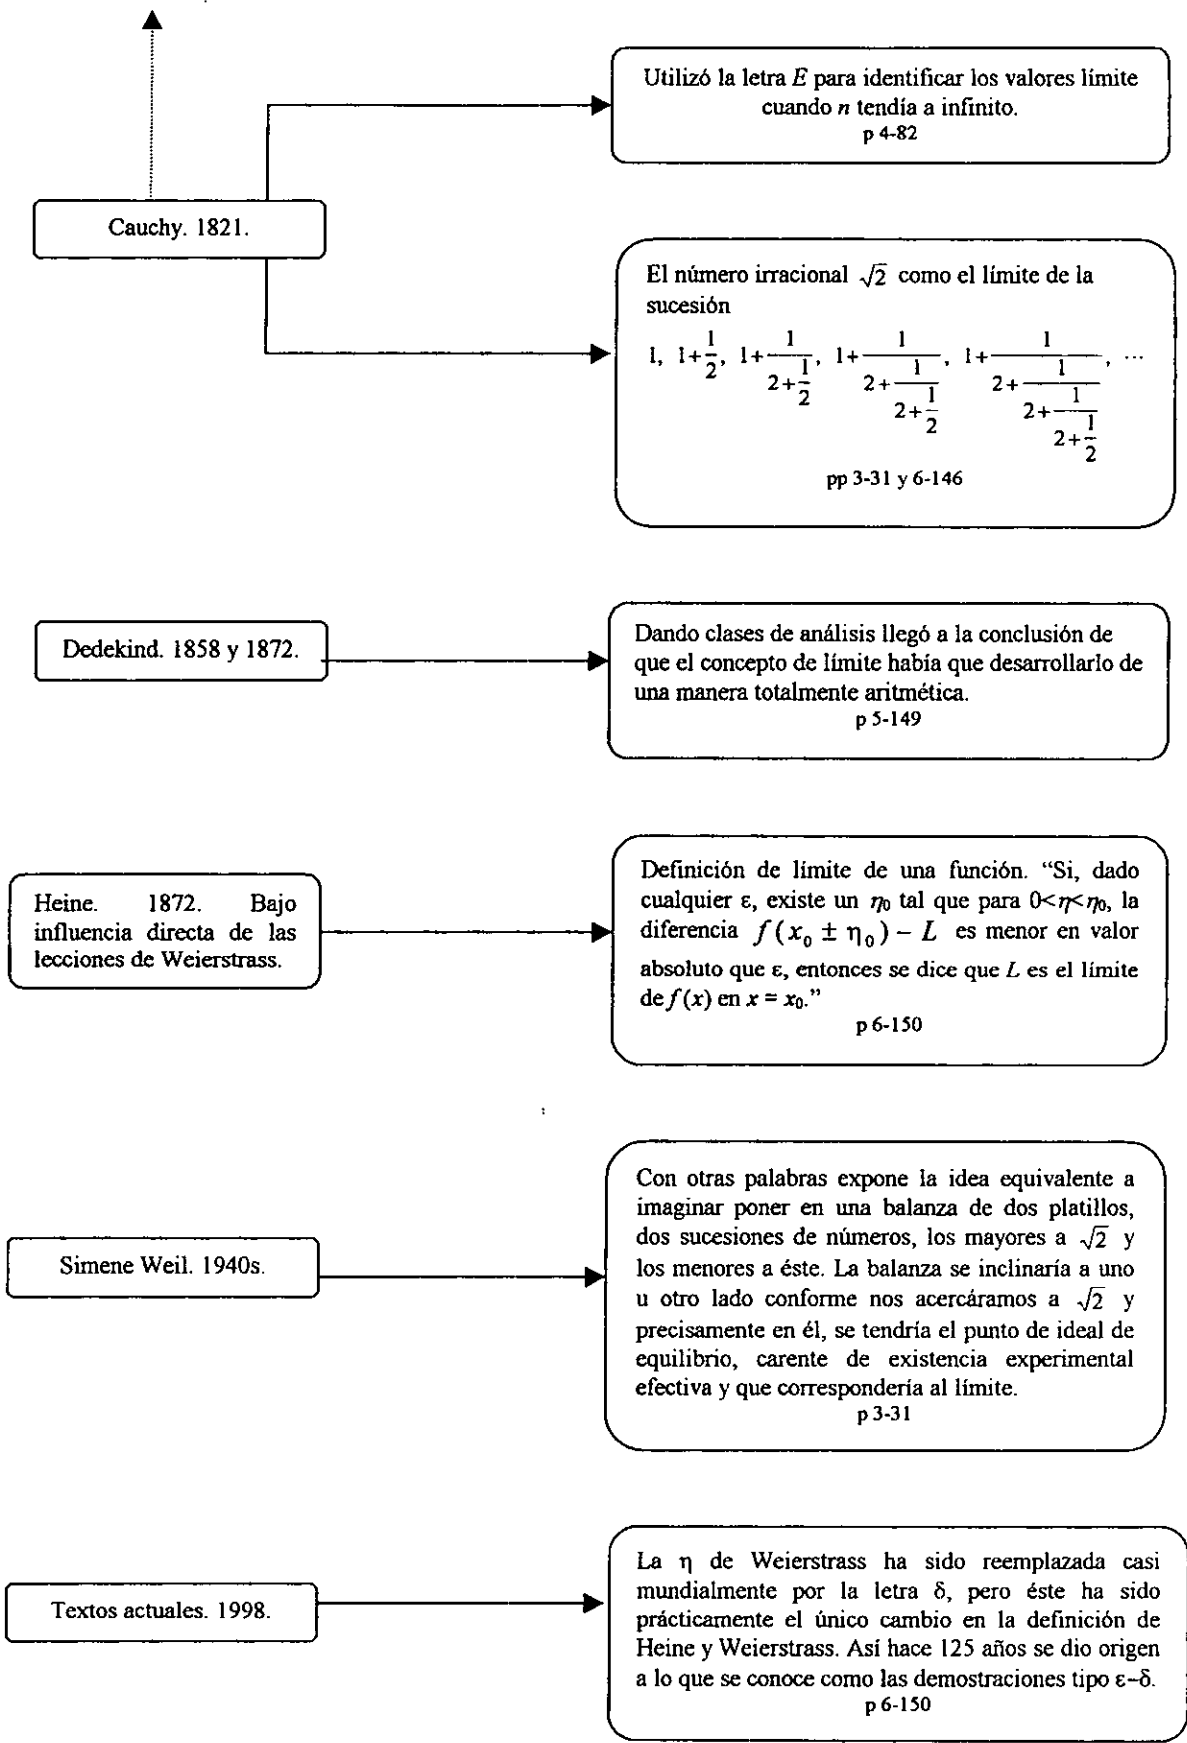 Utilizó la letra E para identificar los valores límite
cuando n tendía a infinito.
p 4-82
Cauchy. 1821.
El número irracional √2 como el límite de la
sucesión
1, 1+1/2, 1+1/(2+1/2), 1+1/(2+1/(2+1/2)), 1+1/(2+1/(2+1/(2+1/2))), ...
pp 3-31 y 6-146
Dedekind. 1858 y 1872.
Dando clases de análisis llegó a la conclusión de
que el concepto de límite había que desarrollarlo de
una manera totalmente aritmética.
p 5-149
Heine. 1872. Bajo
influencia directa de las
lecciones de Weierstrass.
Definición de límite de una función. “Si, dado
cualquier ε, existe un η₀ tal que para 0<η<η₀, la
diferencia f(x₀ ± η₀) − L es menor en valor
absoluto que ε, entonces se dice que L es el límite
de f(x) en x = x₀.”
p 6-150
Simene Weil. 1940s.
Con otras palabras expone la idea equivalente a
imaginar poner en una balanza de dos platillos,
dos sucesiones de números, los mayores a √2 y
los menores a éste. La balanza se inclinaría a uno
u otro lado conforme nos acercáramos a √2 y
precisamente en él, se tendría el punto de ideal de
equilibrio, carente de existencia experimental
efectiva y que correspondería al límite.
p 3-31
Textos actuales. 1998.
La η de Weierstrass ha sido reemplazada casi
mundialmente por la letra δ, pero éste ha sido
prácticamente el único cambio en la definición de
Heine y Weierstrass. Así hace 125 años se dio origen
a lo que se conoce como las demostraciones tipo ε–δ.
p 6-150